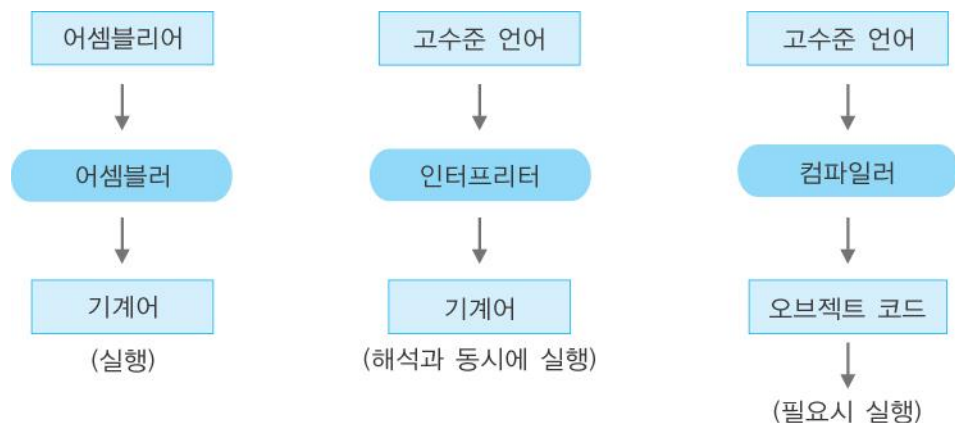 어셈블리어
고수준 언어
고수준 언어
어셈블러
인터프리터
컴파일러
기계어
기계어
오브젝트 코드
(실행)
(해석과 동시에 실행)
(필요시 실행)